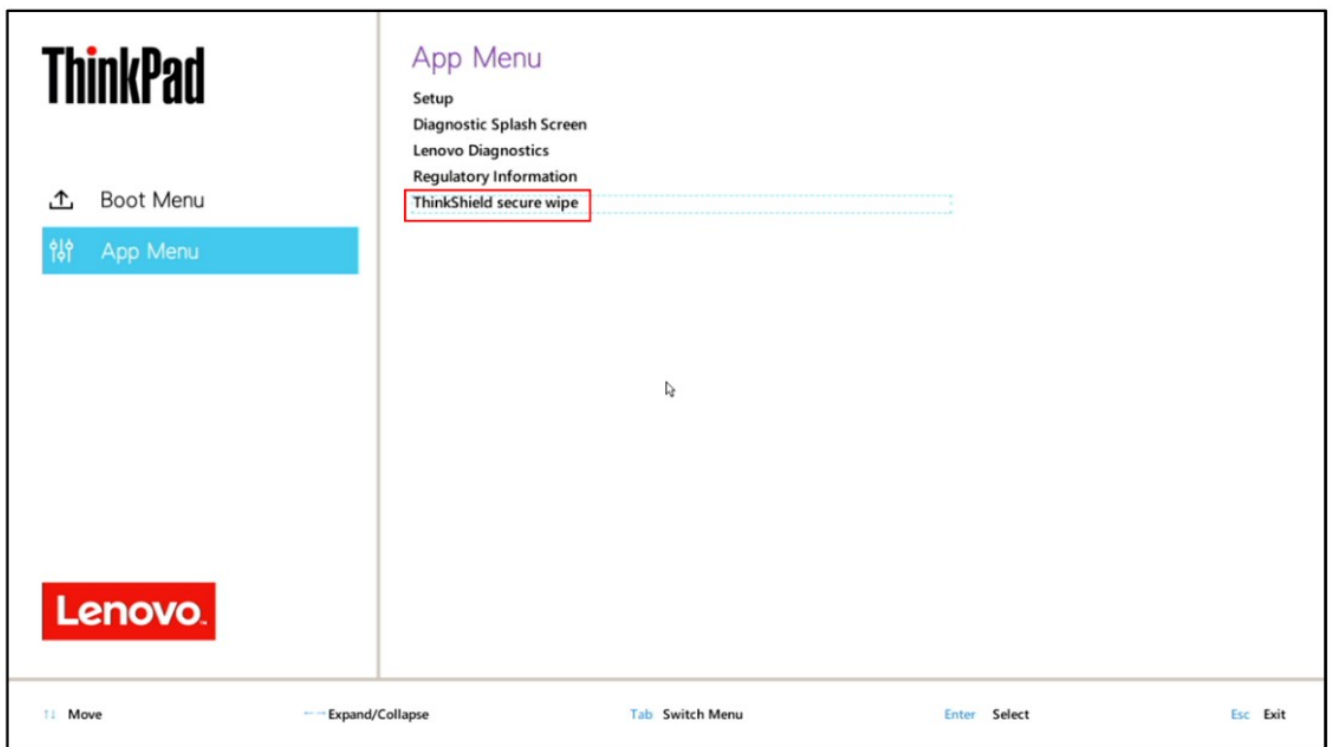 ThinkPad
Boot Menu
App Menu
Lenovo.
App Menu
Setup
Diagnostic Splash Screen
Lenovo Diagnostics
Regulatory Information
ThinkShield secure wipe
↑↓ Move
←→ Expand/Collapse
Tab Switch Menu
Enter Select
Esc Exit